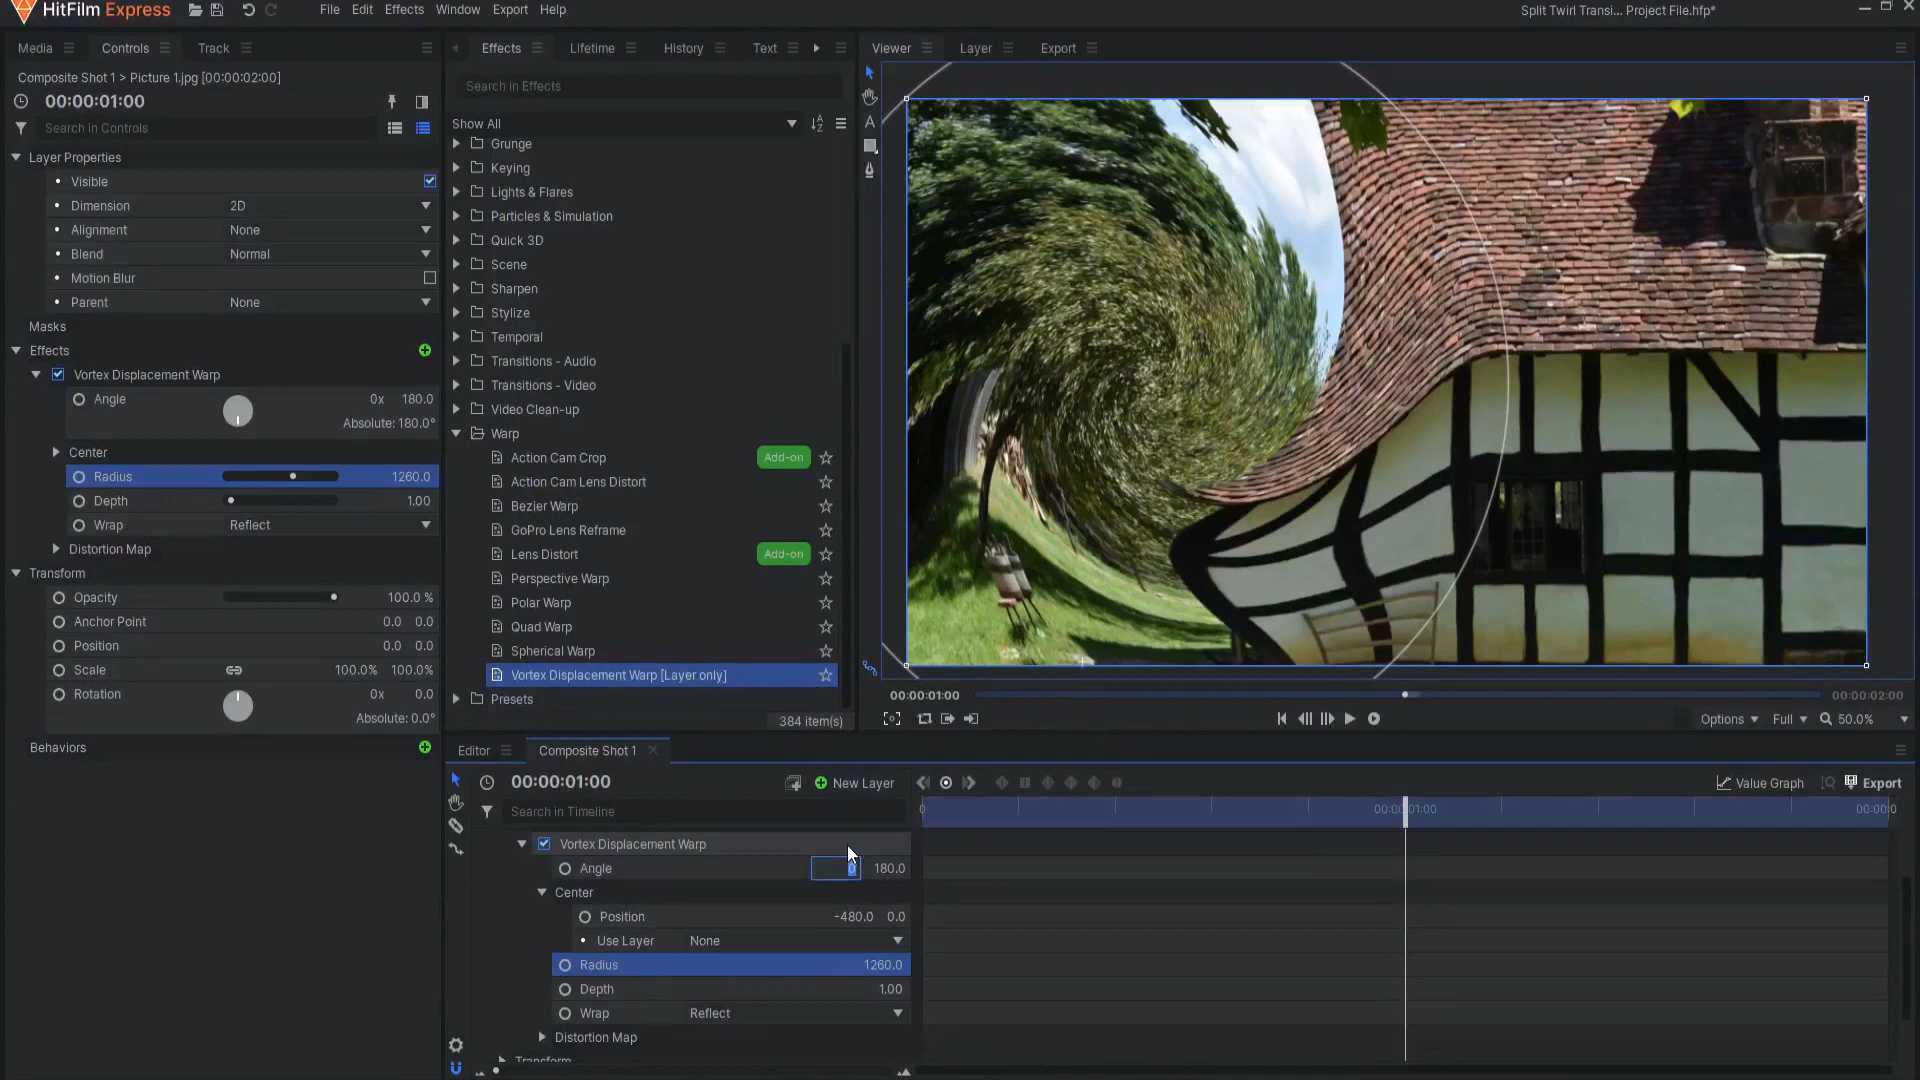 HitFilm Express
File Edit Effects Window Export Help
Split Twirl Transi... Project File.hfp*
Media Controls Track
Composite Shot 1 > Picture 1.jpg [00:00:02:00]
00:00:01:00
Search in Controls
Layer Properties
Visible
Dimension 2D
Alignment None
Blend Normal
Motion Blur
Parent None
Masks
Effects
Vortex Displacement Warp
Angle 0x 180.0
Absolute: 180.0°
Center
Radius 1260.0
Depth 1.00
Wrap Reflect
Distortion Map
Transform
Opacity 100.0 %
Anchor Point 0.0 0.0
Position 0.0 0.0
Scale 100.0% 100.0%
Rotation 0x 0.0
Absolute: 0.0°
Behaviors
Effects Lifetime History Text
Search in Effects
Show All
Grunge
Keying
Lights & Flares
Particles & Simulation
Quick 3D
Scene
Sharpen
Stylize
Temporal
Transitions - Audio
Transitions - Video
Video Clean-up
Warp
Action Cam Crop Add-on
Action Cam Lens Distort
Bezier Warp
GoPro Lens Reframe
Lens Distort Add-on
Perspective Warp
Polar Warp
Quad Warp
Spherical Warp
Vortex Displacement Warp [Layer only]
Presets
384 item(s)
Viewer Layer Export
A
00:00:01:00 00:00:02:00
Options Full 50.0%
Editor Composite Shot 1
00:00:01:00 New Layer Value Graph Export
Search in Timeline
0 00:00:01:00 00:00:0
Vortex Displacement Warp
Angle 0 180.0
Center
Position -480.0 0.0
Use Layer None
Radius 1260.0
Depth 1.00
Wrap Reflect
Distortion Map
Transform